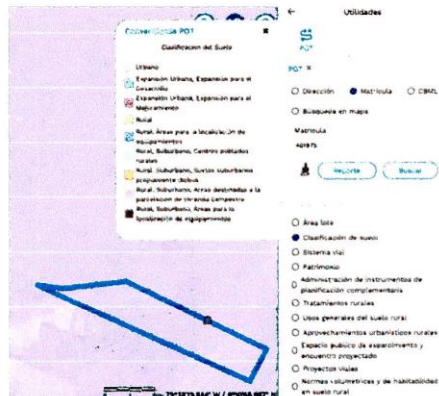 Convenciones POT
Clasificacion del Suelo
Urbano
Expansión Urbana, Expansión para el
Desarrollo
Expansión Urbana, Expansión para el
Mejoramiento
Rural
Rural, Áreas para la localización de
equipamientos
Rural, Suburbano, Centros poblados
rurales
Rural, Suburbano, Suelos suburbanos
propiamente dichos
Rural, Suburbano, Áreas destinadas a la
parcelación de vivienda campestre
Rural, Suburbano, Áreas para la
localización de equipamientos
← Utilidades
POT
POT ×
Dirección Matrícula CBML
Búsqueda en mapa
Matrícula
Reporte Buscar
Área lote
Clasificación de suelo
Sistema vial
Patrimonio
Administración de instrumentos de
planificación complementaria
Tratamientos rurales
Usos generales del suelo rural
Aprovechamientos urbanísticos rurales
Espacio público de esparcimiento y
encuentro proyectado
Proyectos viales
Normas volumétricas y de habitabilidad
en suelo rural